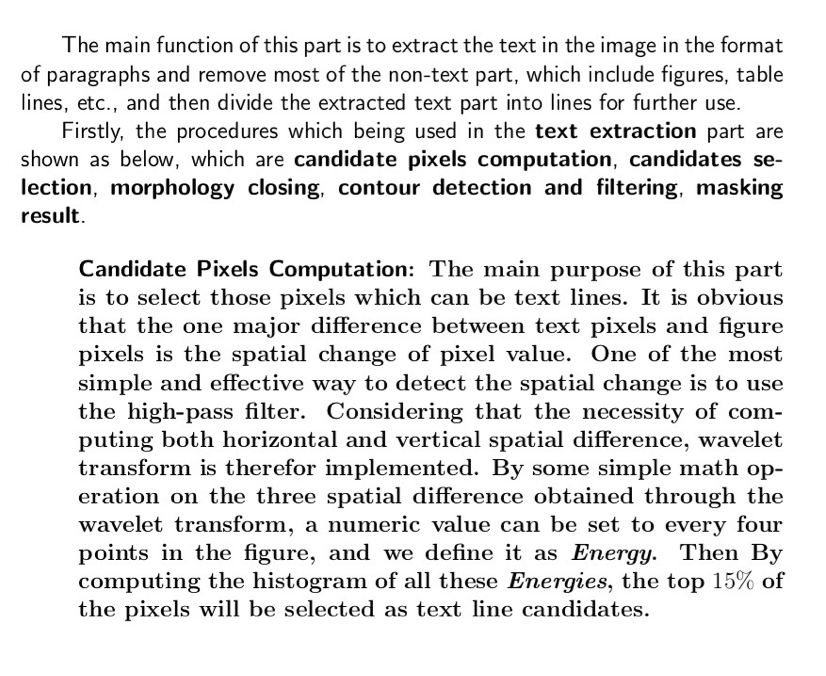 The main function of this part is to extract the text in the image in the format
of paragraphs and remove most of the non-text part, which include figures, table
lines, etc., and then divide the extracted text part into lines for further use.
Firstly, the procedures which being used in the text extraction part are
shown as below, which are candidate pixels computation, candidates se-
lection, morphology closing, contour detection and filtering, masking
result.
Candidate Pixels Computation: The main purpose of this part
is to select those pixels which can be text lines. It is obvious
that the one major difference between text pixels and figure
pixels is the spatial change of pixel value. One of the most
simple and effective way to detect the spatial change is to use
the high-pass filter. Considering that the necessity of com-
puting both horizontal and vertical spatial difference, wavelet
transform is therefor implemented. By some simple math op-
eration on the three spatial difference obtained through the
wavelet transform, a numeric value can be set to every four
points in the figure, and we define it as Energy. Then By
computing the histogram of all these Energies, the top 15% of
the pixels will be selected as text line candidates.